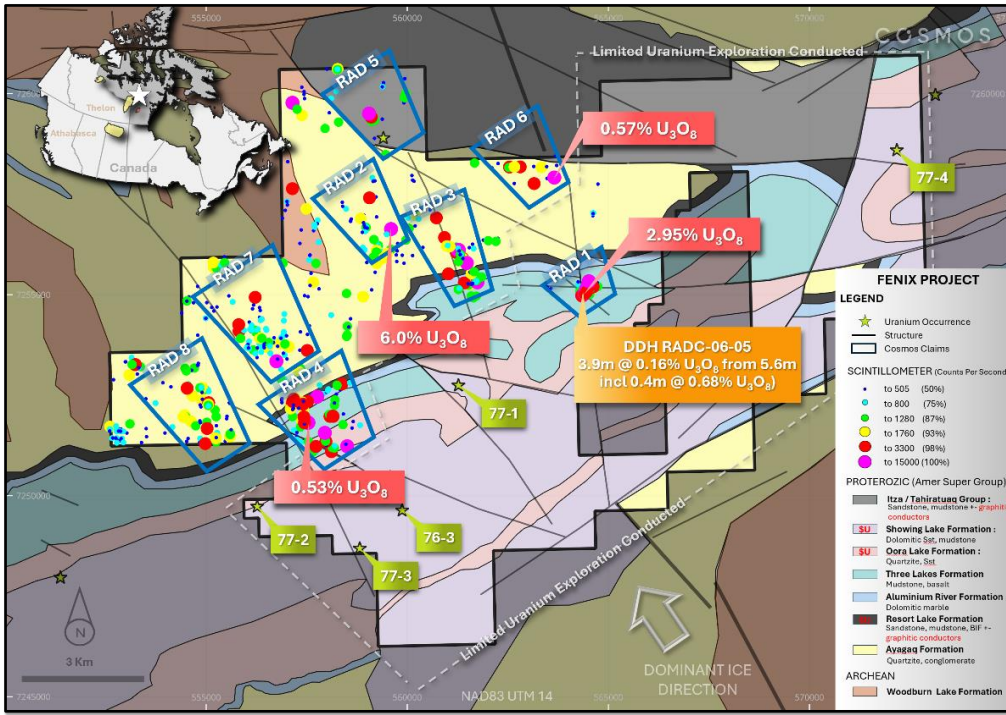 555000
560000
565000
570000
COSMOS
Limited Uranium Exploration Conducted
7260000
7260000
Thelon
Athabasca
Canada
RAD 5
RAD 6
0.57% U₃O₈
77-4
RAD 2
RAD 3
2.95% U₃O₈
RAD 1
RAD 7
7255000
6.0% U₃O₈
DDH RADC-06-05
3.9m @ 0.16% U₃O₈ from 5.6m
incl 0.4m @ 0.68% U₃O₈)
RAD 8
RAD 4
77-1
0.53% U₃O₈
7250000
77-2
76-3
77-3
Limited Uranium Exploration Conducted
N
3 Km
DOMINANT ICE
DIRECTION
7245000
555000
560000
NAD83 UTM 14
565000
570000
FENIX PROJECT
LEGEND
Uranium Occurrence
Structure
Cosmos Claims
SCINTILLOMETER (Counts Per Second)
to 505 (50%)
to 800 (75%)
to 1280 (87%)
to 1760 (93%)
to 3300 (98%)
to 15000 (100%)
PROTEROZIC (Amer Super Group)
Itza / Tahiratuaq Group :
Sandstone, mudstone +- graphitic
conductors
$U Showing Lake Formation :
Dolomitic Sst, mudstone
$U Oora Lake Formation :
Quartzite, Sst
Three Lakes Formation
Mudstone, basalt
Aluminium River Formation
Dolomitic marble
Resort Lake Formation
Sandstone, mudstone, BIF +-
graphitic conductors
Ayagaq Formation
Quartzite, conglomerate
ARCHEAN
Woodburn Lake Formation